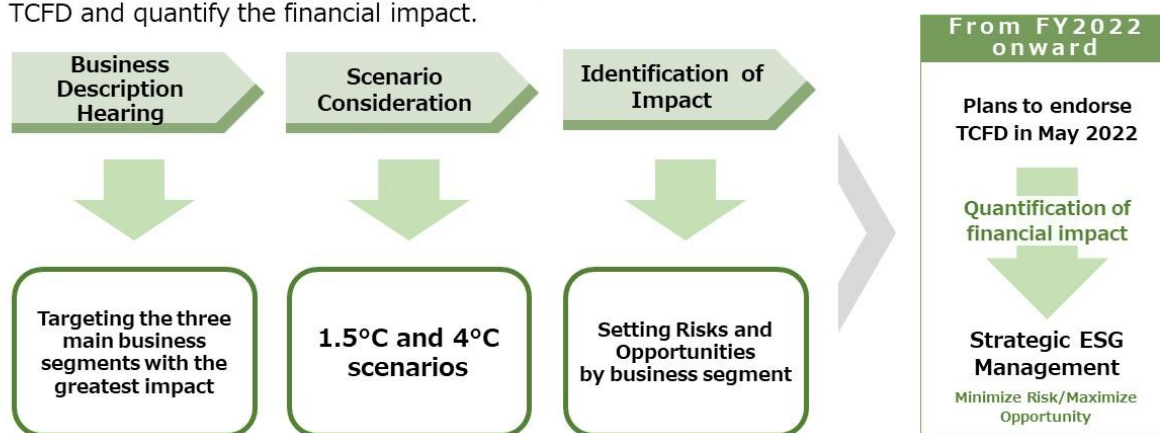 TCFD and quantify the financial impact.
Business
Description
Hearing
Scenario
Consideration
Identification of
Impact
Targeting the three
main business
segments with the
greatest impact
1.5°C and 4°C
scenarios
Setting Risks and
Opportunities
by business segment
From FY2022
onward
Plans to endorse
TCFD in May 2022
Quantification of
financial impact
Strategic ESG
Management
Minimize Risk/Maximize
Opportunity